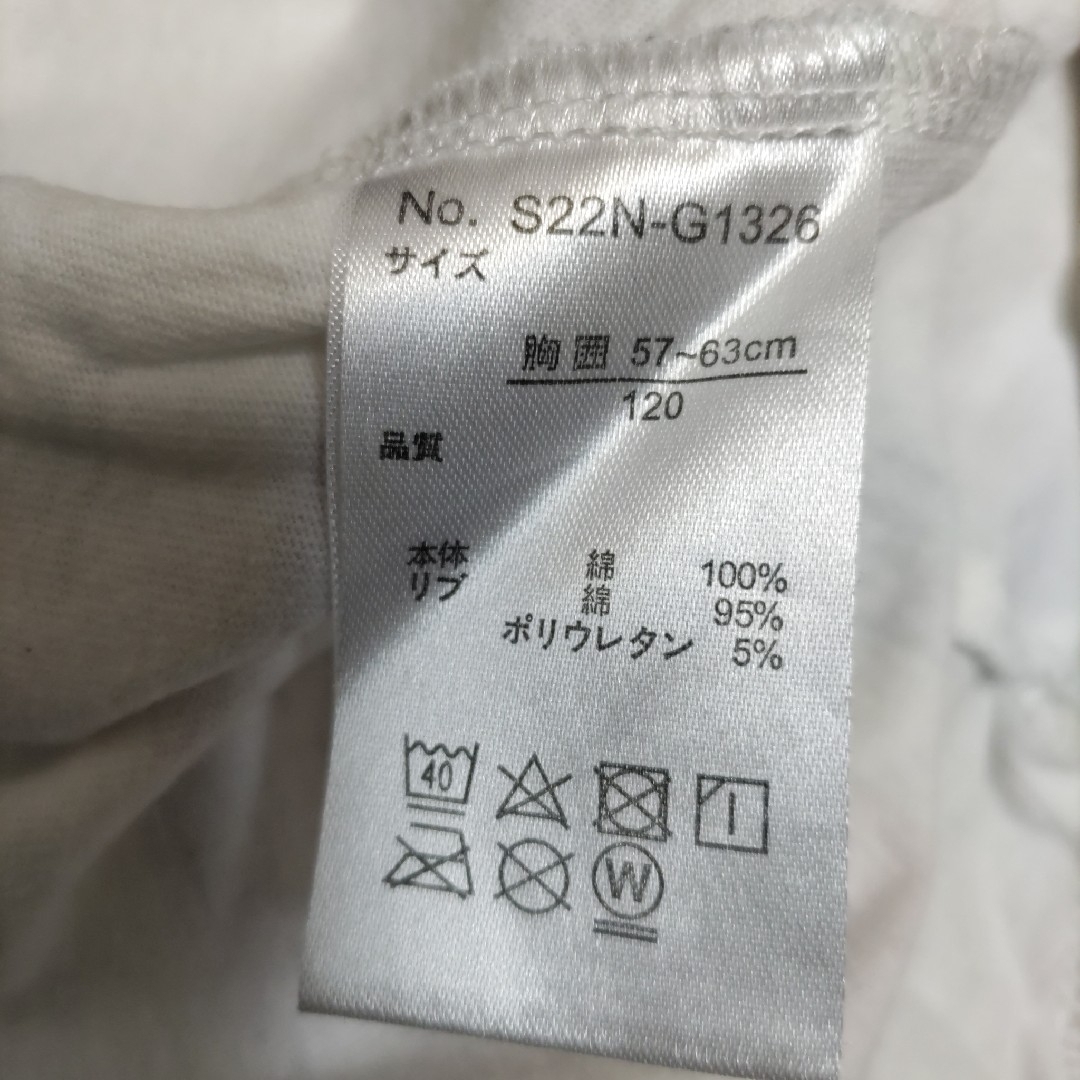 No. S22N-G1326
サイズ
胸囲 57~63cm
120
品質
本体 綿 100%
リブ 綿 95%
ポリウレタン 5%
40
W